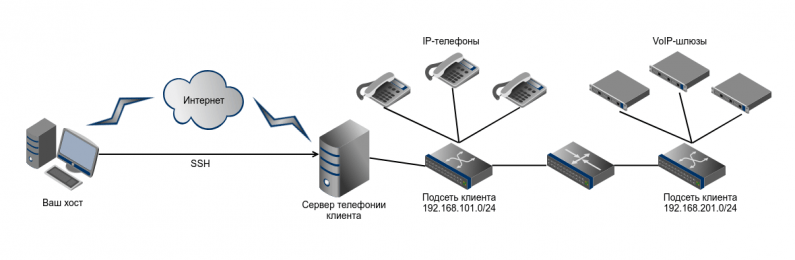 IP-телефоны
VoIP-шлюзы
Интернет
SSH
Ваш хост
Сервер телефонии
клиента
Подсеть клиента
192.168.101.0/24
Подсеть клиента
192.168.201.0/24